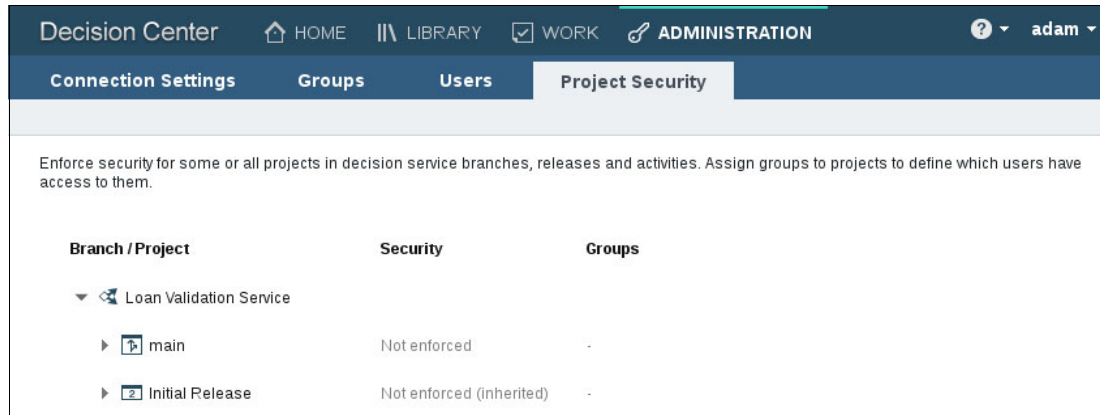 Decision Center HOME LIBRARY WORK ADMINISTRATION ? adam
Connection Settings Groups Users Project Security
Enforce security for some or all projects in decision service branches, releases and activities. Assign groups to projects to define which users have
access to them.
Branch / Project Security Groups
Loan Validation Service
main Not enforced -
2 Initial Release Not enforced (inherited) -